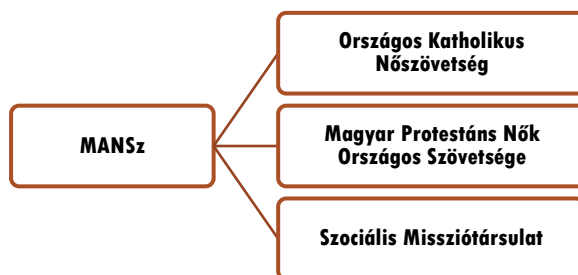 MANSz
Országos Katholikus
Nőszövetség
Magyar Protestáns Nők
Országos Szövetsége
Szociális Missziótársulat